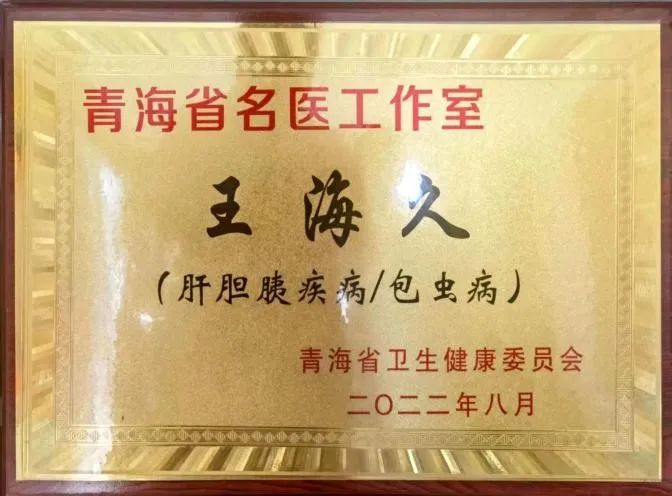 青海省名医工作室
王海久
（肝胆胰疾病/包虫病）
青海省卫生健康委员会
二〇二二年八月